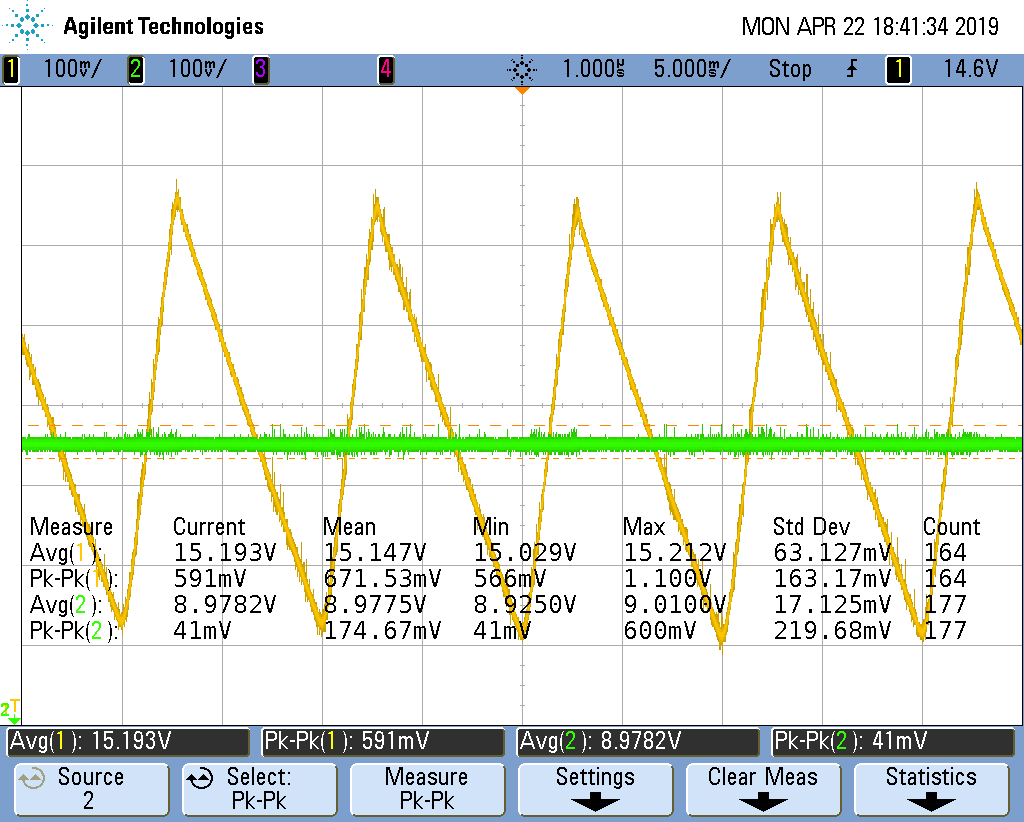 Agilent Technologies MON APR 22 18:41:34 2019
1 100mV/ 2 100mV/ 3 4 1.000s 5.000ms/ Stop 1 14.6V
Measure Current Mean Min Max Std Dev Count
Avg(1): 15.193V 15.147V 15.029V 15.212V 63.127mV 164
Pk-Pk(1): 591mV 671.53mV 566mV 1.100V 163.17mV 164
Avg(2): 8.9782V 8.9775V 8.9250V 9.0100V 17.125mV 177
Pk-Pk(2): 41mV 174.67mV 41mV 600mV 219.68mV 177
2 T
Avg(1): 15.193V Pk-Pk(1): 591mV Avg(2): 8.9782V Pk-Pk(2): 41mV
Source Select: Measure Settings Clear Meas Statistics
2 Pk-Pk Pk-Pk